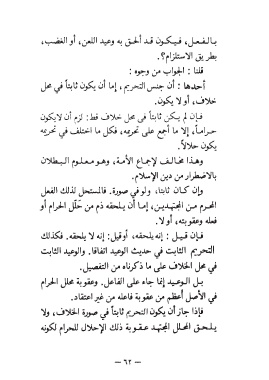 بالفعل، فيكون قد ألحق به وعيد اللعن، أو الغضب،
بطريق الاستلزام؟.
قلنا : الجواب من وجوه :
أحدها : أن جنس التحريم، إما أن يكون ثابتاً في محل
خلاف، أو لا يكون.
فإن لم يكن ثابتاً في محل خلاف قط: لزم أن لا يكون
حراماً، إلا ما أجمع على تحريمه، فكل ما اختلف في تحريمه
يكون حلالاً.
وهذا مخالف لإجماع الأمة، وهو معلوم البطلان
بالاضطرار من دين الإسلام.
وإن كان ثابتا، ولو في صورة. فالمستحل لذلك الفعل
المحرم من المجتهدين، إما أن يلحقه ذم من حلّل الحرام أو
فعله وعقوبته، أو لا.
فإن قيل : إنه يلحقه، أو قيل: إنه لا يلحقه. فكذلك
التحريم الثابت في حديث الوعيد اتفاقا. والوعيد الثابت
في محل الخلاف على ما ذكرناه من التفصيل.
بل الوعيد إنما جاء على الفاعل. وعقوبة محلل الحرام
في الأصل أعظم من عقوبة فاعله من غير اعتقاد.
فإذا جاز أن يكون التحريم ثابتاً في صورة الخلاف، ولا
يلحق المحلل المجتهد عقوبة ذلك الإحلال للحرام لكونه
— ٦٢ —